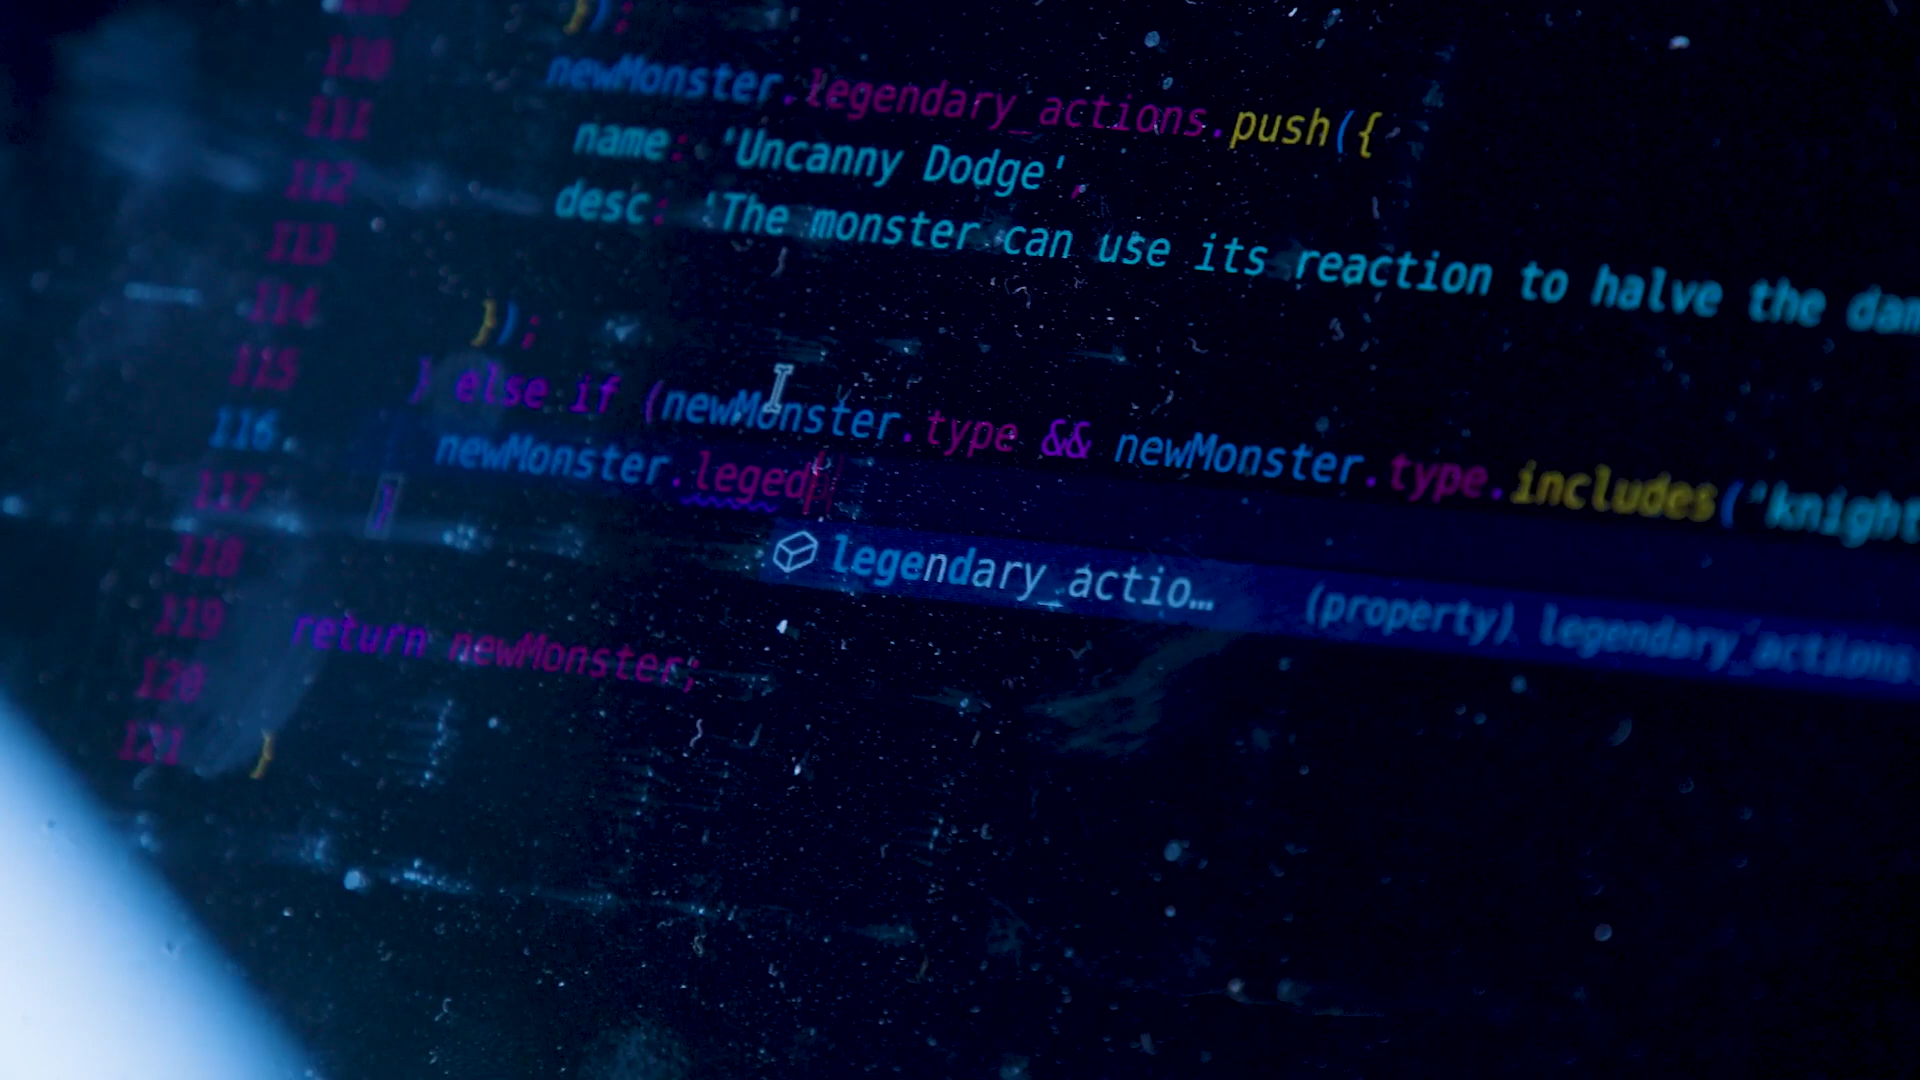 });
110 newMonster.legendary_actions.push({
111 name: 'Uncanny Dodge',
112 desc: 'The monster can use its reaction to halve the dam
113
114 });
115 } else if (newMonster.type && newMonster.type.includes('knight
116 newMonster.leged
117 }
legendary_actio… (property) legendary_actions
118
119 return newMonster;
120
121 }